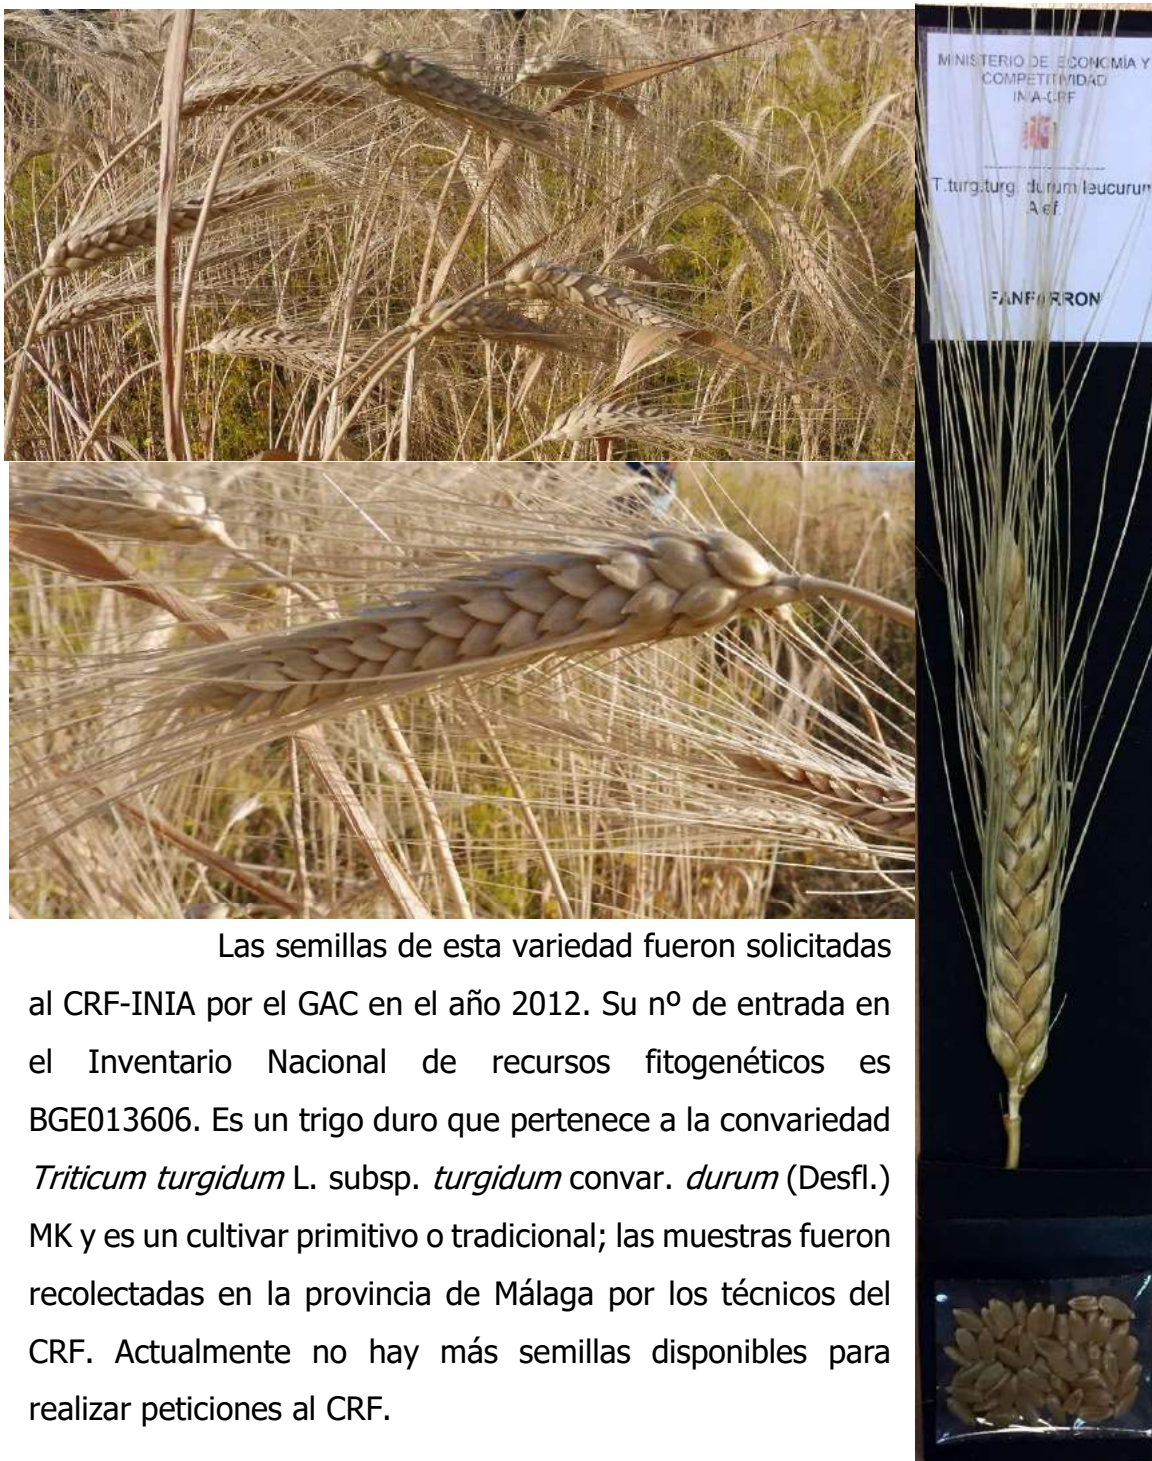 MINISTERIO DE ECONOMÍA Y
COMPETITIVIDAD
INIA-CRF
T.turg.turg. durum leucurum
Alef.
FANFARRON
Las semillas de esta variedad fueron solicitadas
al CRF-INIA por el GAC en el año 2012. Su nº de entrada en
el Inventario Nacional de recursos fitogenéticos es
BGE013606. Es un trigo duro que pertenece a la convariedad
Triticum turgidum L. subsp. turgidum convar. durum (Desfl.)
MK y es un cultivar primitivo o tradicional; las muestras fueron
recolectadas en la provincia de Málaga por los técnicos del
CRF. Actualmente no hay más semillas disponibles para
realizar peticiones al CRF.